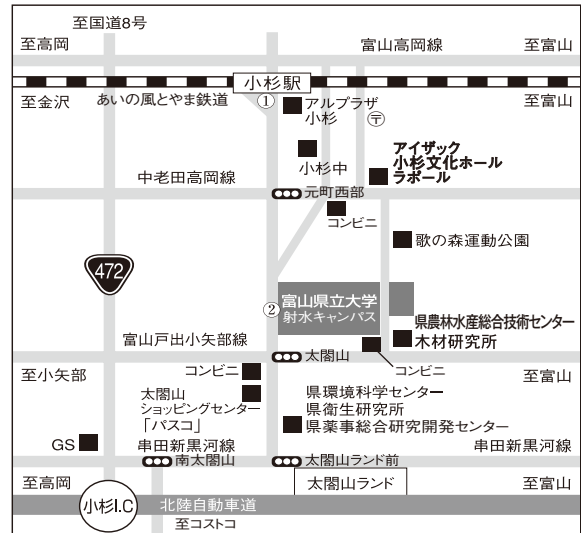 至国道8号
至高岡
富山高岡線
至富山
小杉駅
至金沢
あいの風とやま鉄道
①
アルプラザ
小杉
〒
至富山
小杉中
アイザック
小杉文化ホール
ラポール
中老田高岡線
元町西部
コンビニ
歌の森運動公園
472
②
富山県立大学
射水キャンパス
県農林水産総合技術センター
木材研究所
富山戸出小矢部線
太閤山
コンビニ
至小矢部
コンビニ
至富山
太閤山
ショッピングセンター
「パスコ」
県環境科学センター
県衛生研究所
県薬事総合研究開発センター
GS
串田新黒河線
串田新黒河線
南太閤山
太閤山ランド前
至高岡
太閤山ランド
至富山
小杉I.C
北陸自動車道
至コストコ